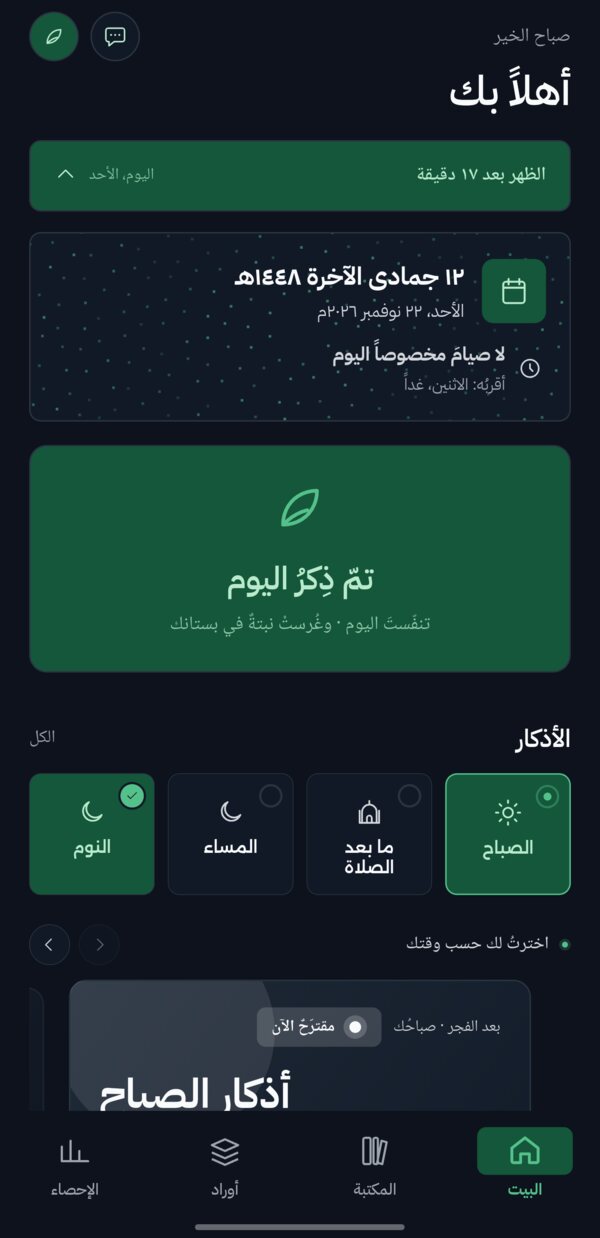 صباح الخير
أهلاً بك
الظهر بعد ١٧ دقيقة
اليوم، الأحد
١٢ جمادى الآخرة ١٤٤٨هـ
الأحد، ٢٢ نوفمبر ٢٠٢٦م
لا صيامَ مخصوصاً اليوم
أقربُه: الاثنين، غداً
تمّ ذِكرُ اليوم
تنفّستَ اليوم · وغُرستْ نبتةٌ في بستانك
الأذكار
الكل
الصباح
ما بعد
الصلاة
المساء
النوم
اخترتُ لك حسب وقتك
بعد الفجر · صباحُك
مقترَحٌ الآن
أذكار الصباح
البيت
المكتبة
أوراد
الإحصاء